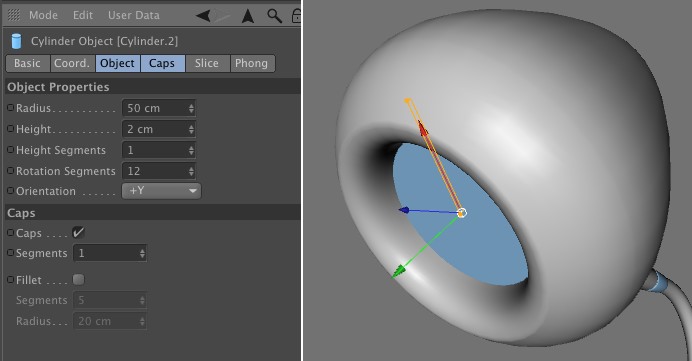 Mode Edit User Data
Cylinder Object [Cylinder.2]
Basic Coord. Object Caps Slice Phong
Object Properties
Radius........... 50 cm
Height........... 2 cm
Height Segments 1
Rotation Segments 12
Orientation ...... +Y
Caps
Caps ....
Segments 1
Fillet ....
Segments 5
Radius.... 20 cm